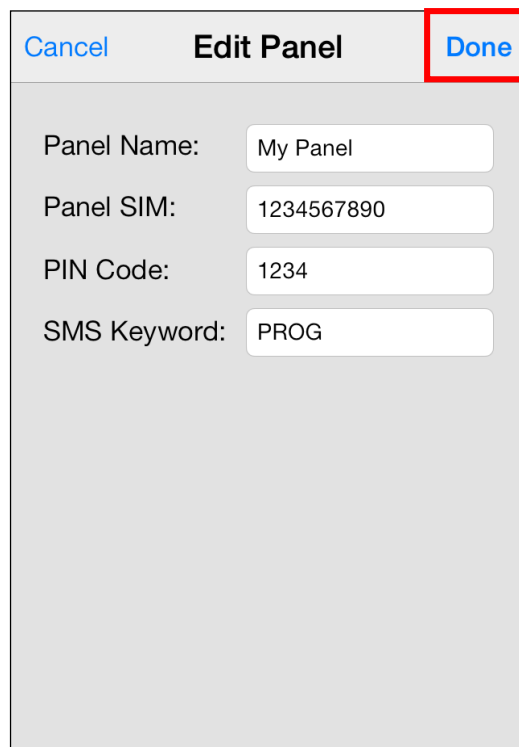 Cancel Edit Panel Done
Panel Name: My Panel
Panel SIM: 1234567890
PIN Code: 1234
SMS Keyword: PROG